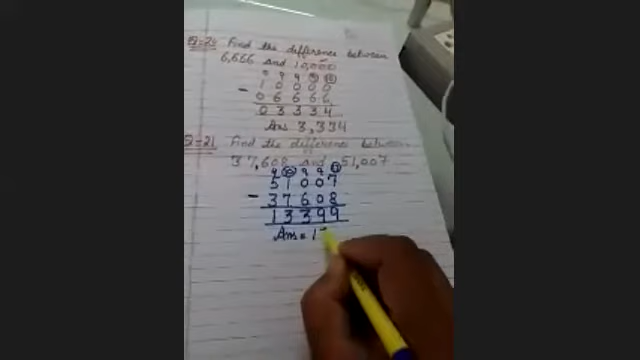 Q=20 Find the difference between
6,666 and 10,000
9 9 9 10 10
1 0 0 0 0
- 0 6 6 6 6
0 3 3 3 4
Ans 3,334
Q=21 Find the difference between
37,608 and 51,007
9 9
5 1 0 0 7
- 3 7 6 0 8
1 3 3 9 9
Ans = 1